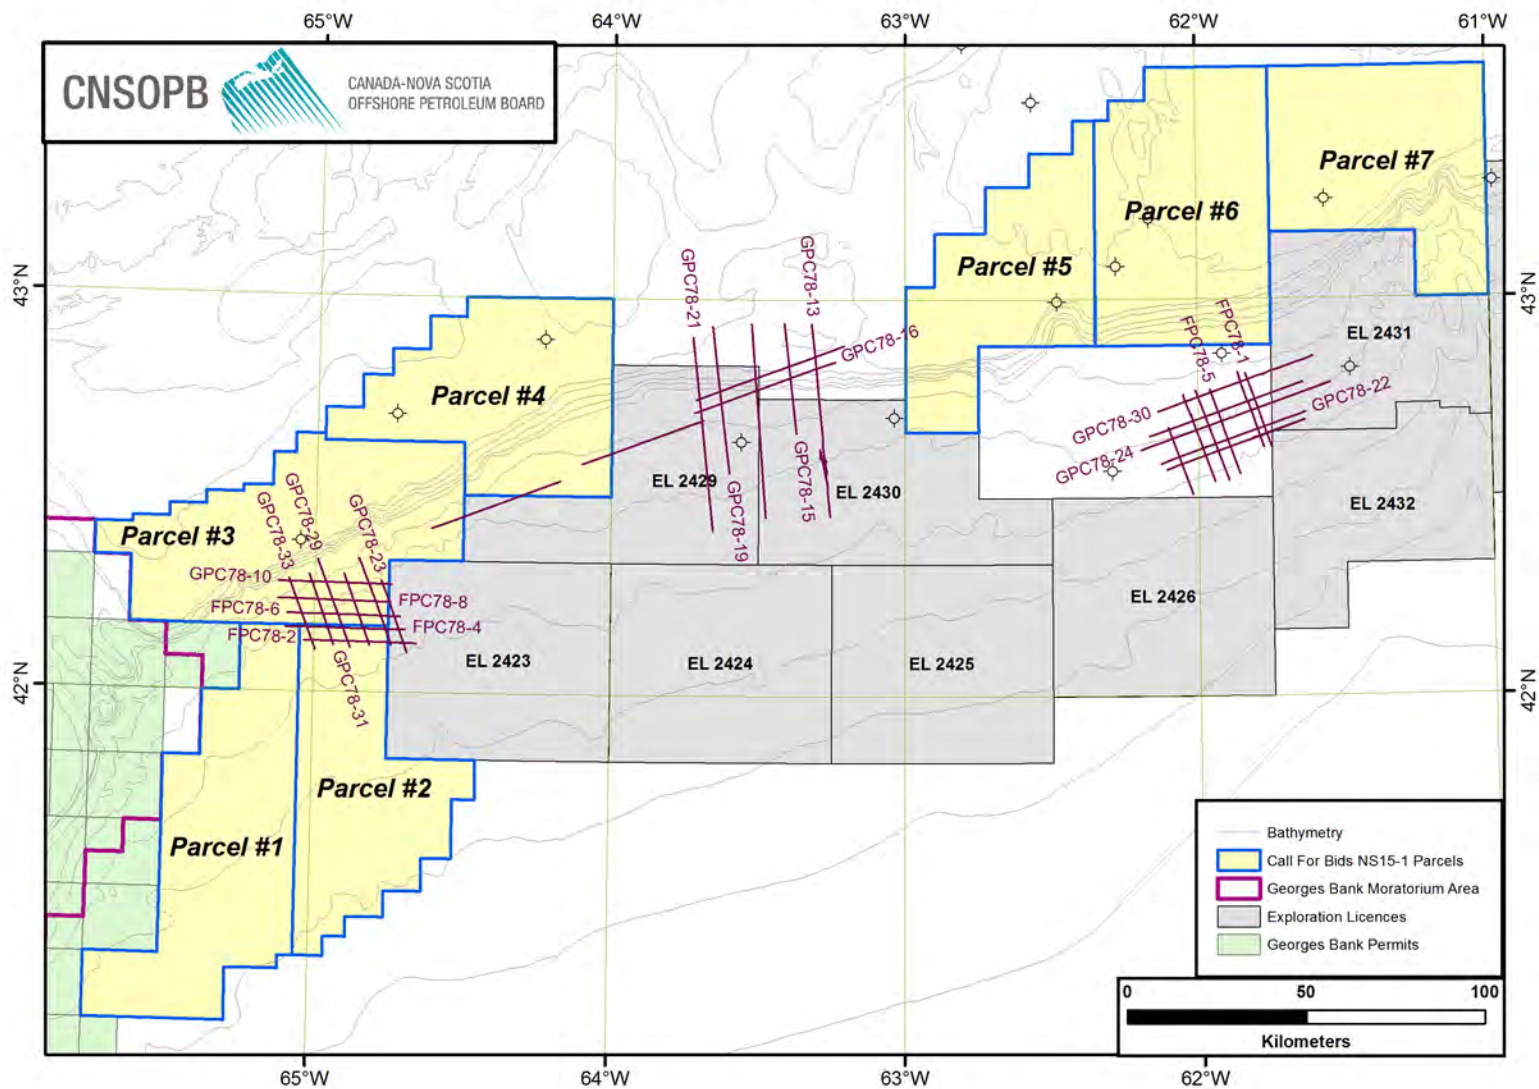 65°W
64°W
63°W
62°W
61°W
CNSOPB
CANADA-NOVA SCOTIA
OFFSHORE PETROLEUM BOARD
Parcel #7
Parcel #6
Parcel #5
43°N
43°N
GPC78-21
GPC78-13
GPC78-16
FPC78-1
FPC78-5
EL 2431
GPC78-22
GPC78-30
GPC78-24
Parcel #4
EL 2429
EL 2430
GPC78-15
GPC78-19
EL 2432
Parcel #3
GPC78-33
GPC78-29
GPC78-23
GPC78-10
FPC78-8
FPC78-6
FPC78-4
FPC78-2
GPC78-31
EL 2426
EL 2423
EL 2424
EL 2425
42°N
42°N
Parcel #2
Parcel #1
Bathymetry
Call For Bids NS15-1 Parcels
Georges Bank Moratorium Area
Exploration Licences
Georges Bank Permits
0
50
100
Kilometers
65°W
64°W
63°W
62°W